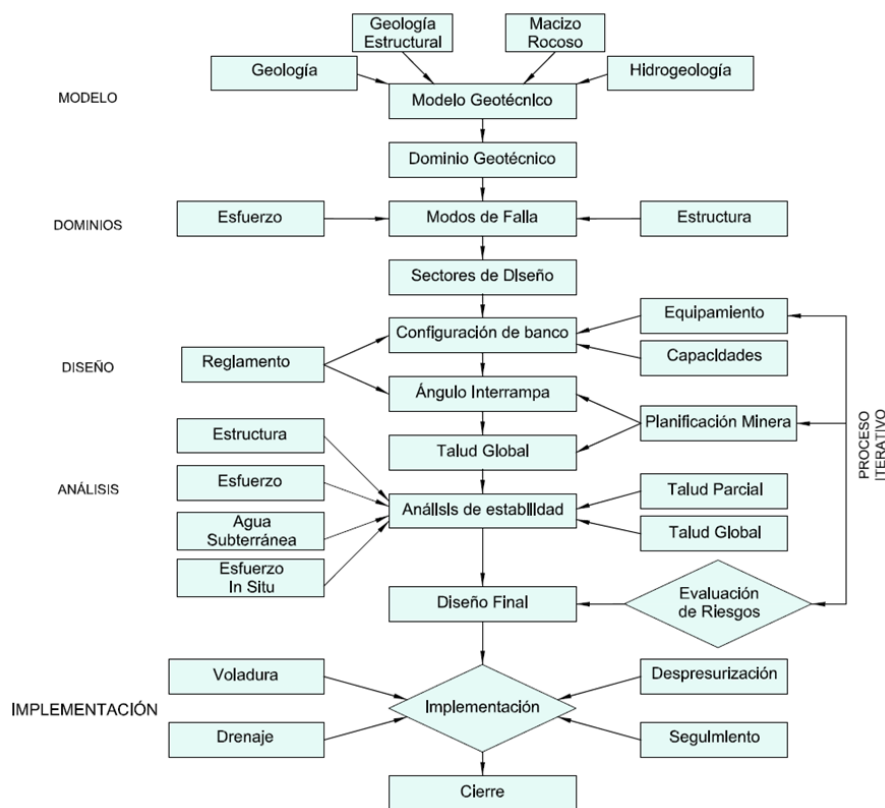 Geología
Estructural
Macizo
Rocoso
Geología
Hidrogeología
MODELO
Modelo Geotécnico
Dominio Geotécnico
DOMINIOS
Esfuerzo
Modos de Falla
Estructura
Sectores de Diseño
Configuración de banco
Equipamiento
Capacidades
DISEÑO
Reglamento
Ángulo Interrampa
Planificación Minera
PROCESO
ITERATIVO
Estructura
Talud Global
ANÁLISIS
Esfuerzo
Análisis de estabilidad
Talud Parcial
Agua
Subterránea
Talud Global
Esfuerzo
In Situ
Diseño Final
Evaluación
de Riesgos
Voladura
Despresurización
IMPLEMENTACIÓN
Implementación
Drenaje
Seguimiento
Cierre